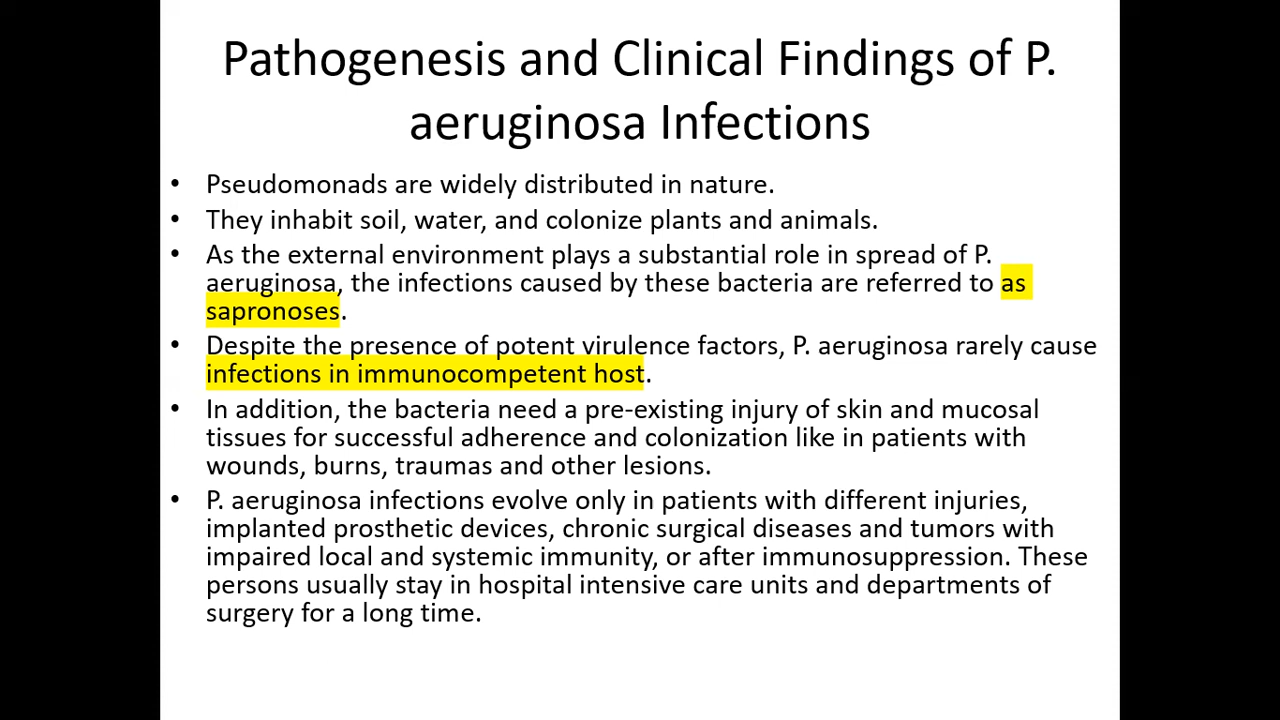 Pathogenesis and Clinical Findings of P.
aeruginosa Infections
• Pseudomonads are widely distributed in nature.
• They inhabit soil, water, and colonize plants and animals.
• As the external environment plays a substantial role in spread of P.
aeruginosa, the infections caused by these bacteria are referred to as
sapronoses.
• Despite the presence of potent virulence factors, P. aeruginosa rarely cause
infections in immunocompetent host.
• In addition, the bacteria need a pre-existing injury of skin and mucosal
tissues for successful adherence and colonization like in patients with
wounds, burns, traumas and other lesions.
• P. aeruginosa infections evolve only in patients with different injuries,
implanted prosthetic devices, chronic surgical diseases and tumors with
impaired local and systemic immunity, or after immunosuppression. These
persons usually stay in hospital intensive care units and departments of
surgery for a long time.